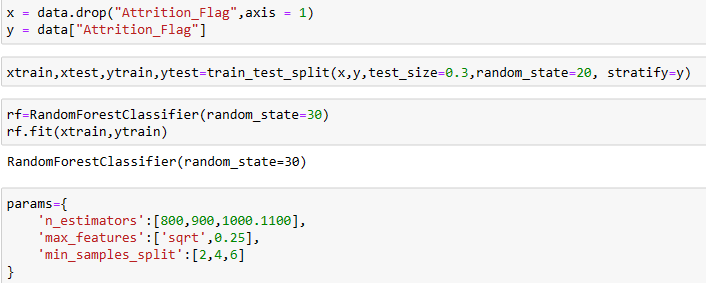 x = data.drop("Attrition_Flag",axis = 1)
y = data["Attrition_Flag"]
xtrain,xtest,ytrain,ytest=train_test_split(x,y,test_size=0.3,random_state=20, stratify=y)
rf=RandomForestClassifier(random_state=30)
rf.fit(xtrain,ytrain)
RandomForestClassifier(random_state=30)
params={
    'n_estimators':[800,900,1000.1100],
    'max_features':['sqrt',0.25],
    'min_samples_split':[2,4,6]
}